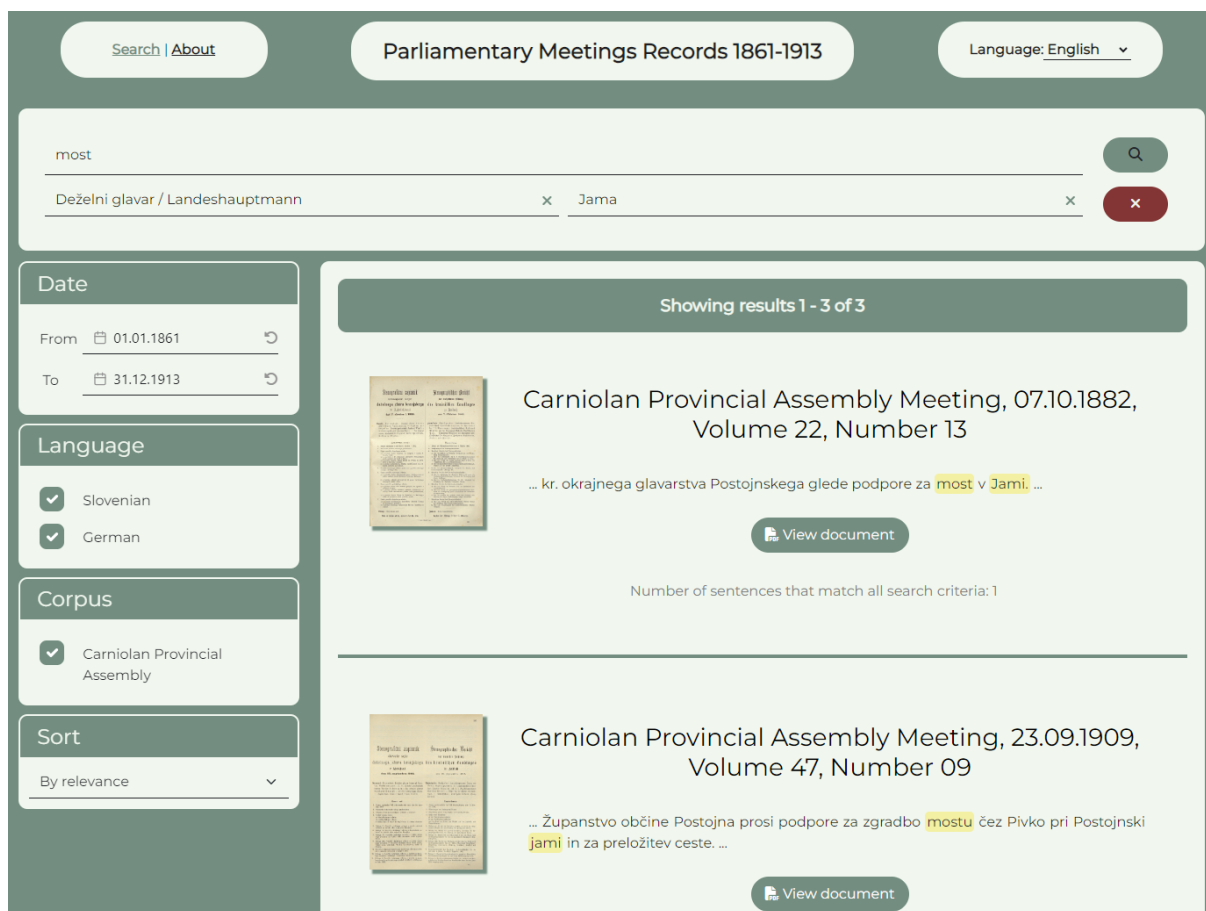 Search | About
Parliamentary Meetings Records 1861-1913
Language: English
most
Deželni glavar / Landeshauptmann
Jama
Date
From 01.01.1861
To 31.12.1913
Language
Slovenian
German
Corpus
Carniolan Provincial
Assembly
Sort
By relevance
Showing results 1 - 3 of 3
Carniolan Provincial Assembly Meeting, 07.10.1882,
Volume 22, Number 13
... kr. okrajnega glavarstva Postojnskega glede podpore za most v Jami. ...
View document
Number of sentences that match all search criteria: 1
Carniolan Provincial Assembly Meeting, 23.09.1909,
Volume 47, Number 09
... Županstvo občine Postojna prosi podpore za zgradbo mostu čez Pivko pri Postojnski
jami in za preložitev ceste. ...
View document